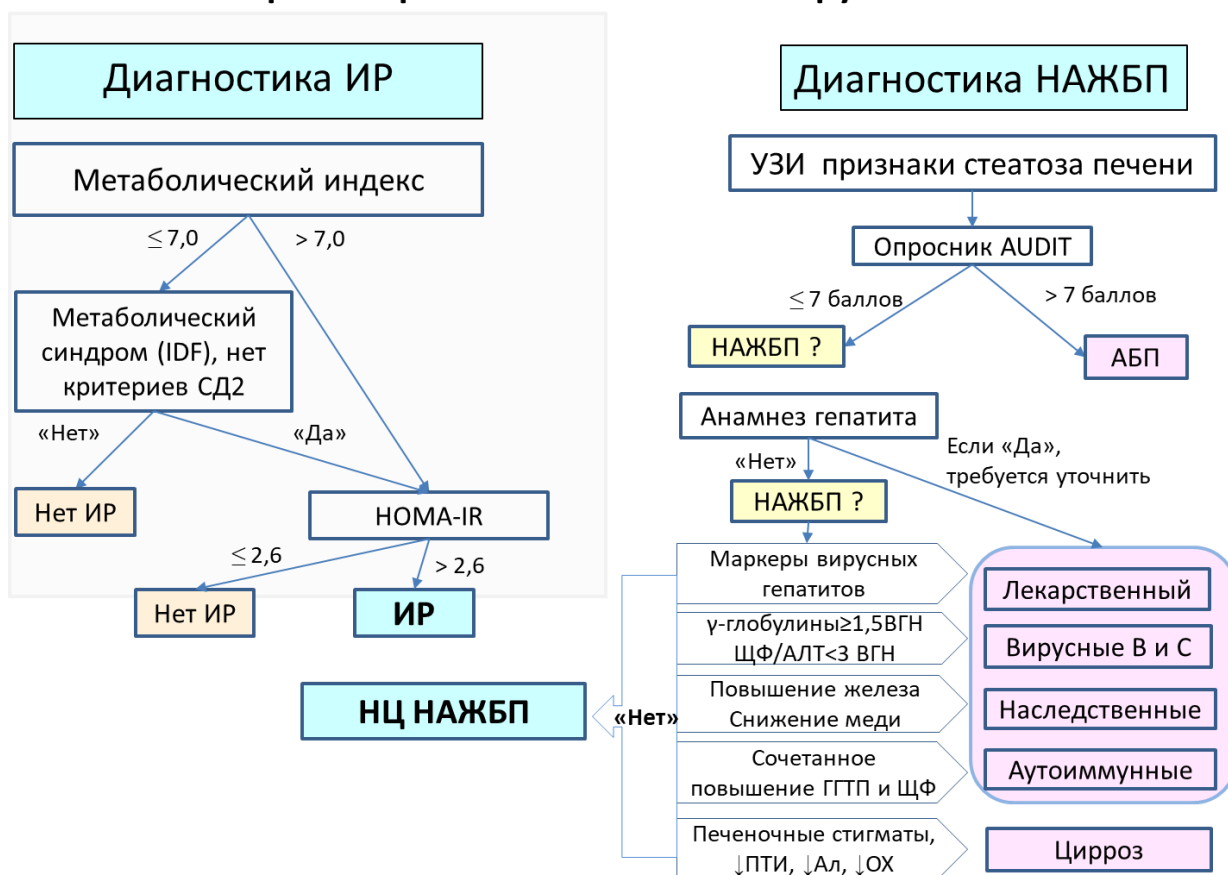 Диагностика ИР
Метаболический индекс
≤ 7,0
> 7,0
Метаболический
синдром (IDF), нет
критериев СД2
«Нет»
«Да»
Нет ИР
HOMA-IR
≤ 2,6
> 2,6
Нет ИР
ИР
НЦ НАЖБП
Диагностика НАЖБП
УЗИ признаки стеатоза печени
Опросник AUDIT
≤ 7 баллов
> 7 баллов
НАЖБП ?
АБП
Анамнез гепатита
«Нет»
Если «Да»,
требуется уточнить
НАЖБП ?
Маркеры вирусных
гепатитов
γ-глобулины≥1,5ВГН
ЩФ/АЛТ<3 ВГН
«Нет»
Повышение железа
Снижение меди
Сочетанное
повышение ГГТП и ЩФ
Печеночные стигматы,
↓ПТИ, ↓Ал, ↓ОХ
Лекарственный
Вирусные В и С
Наследственные
Аутоиммунные
Цирроз